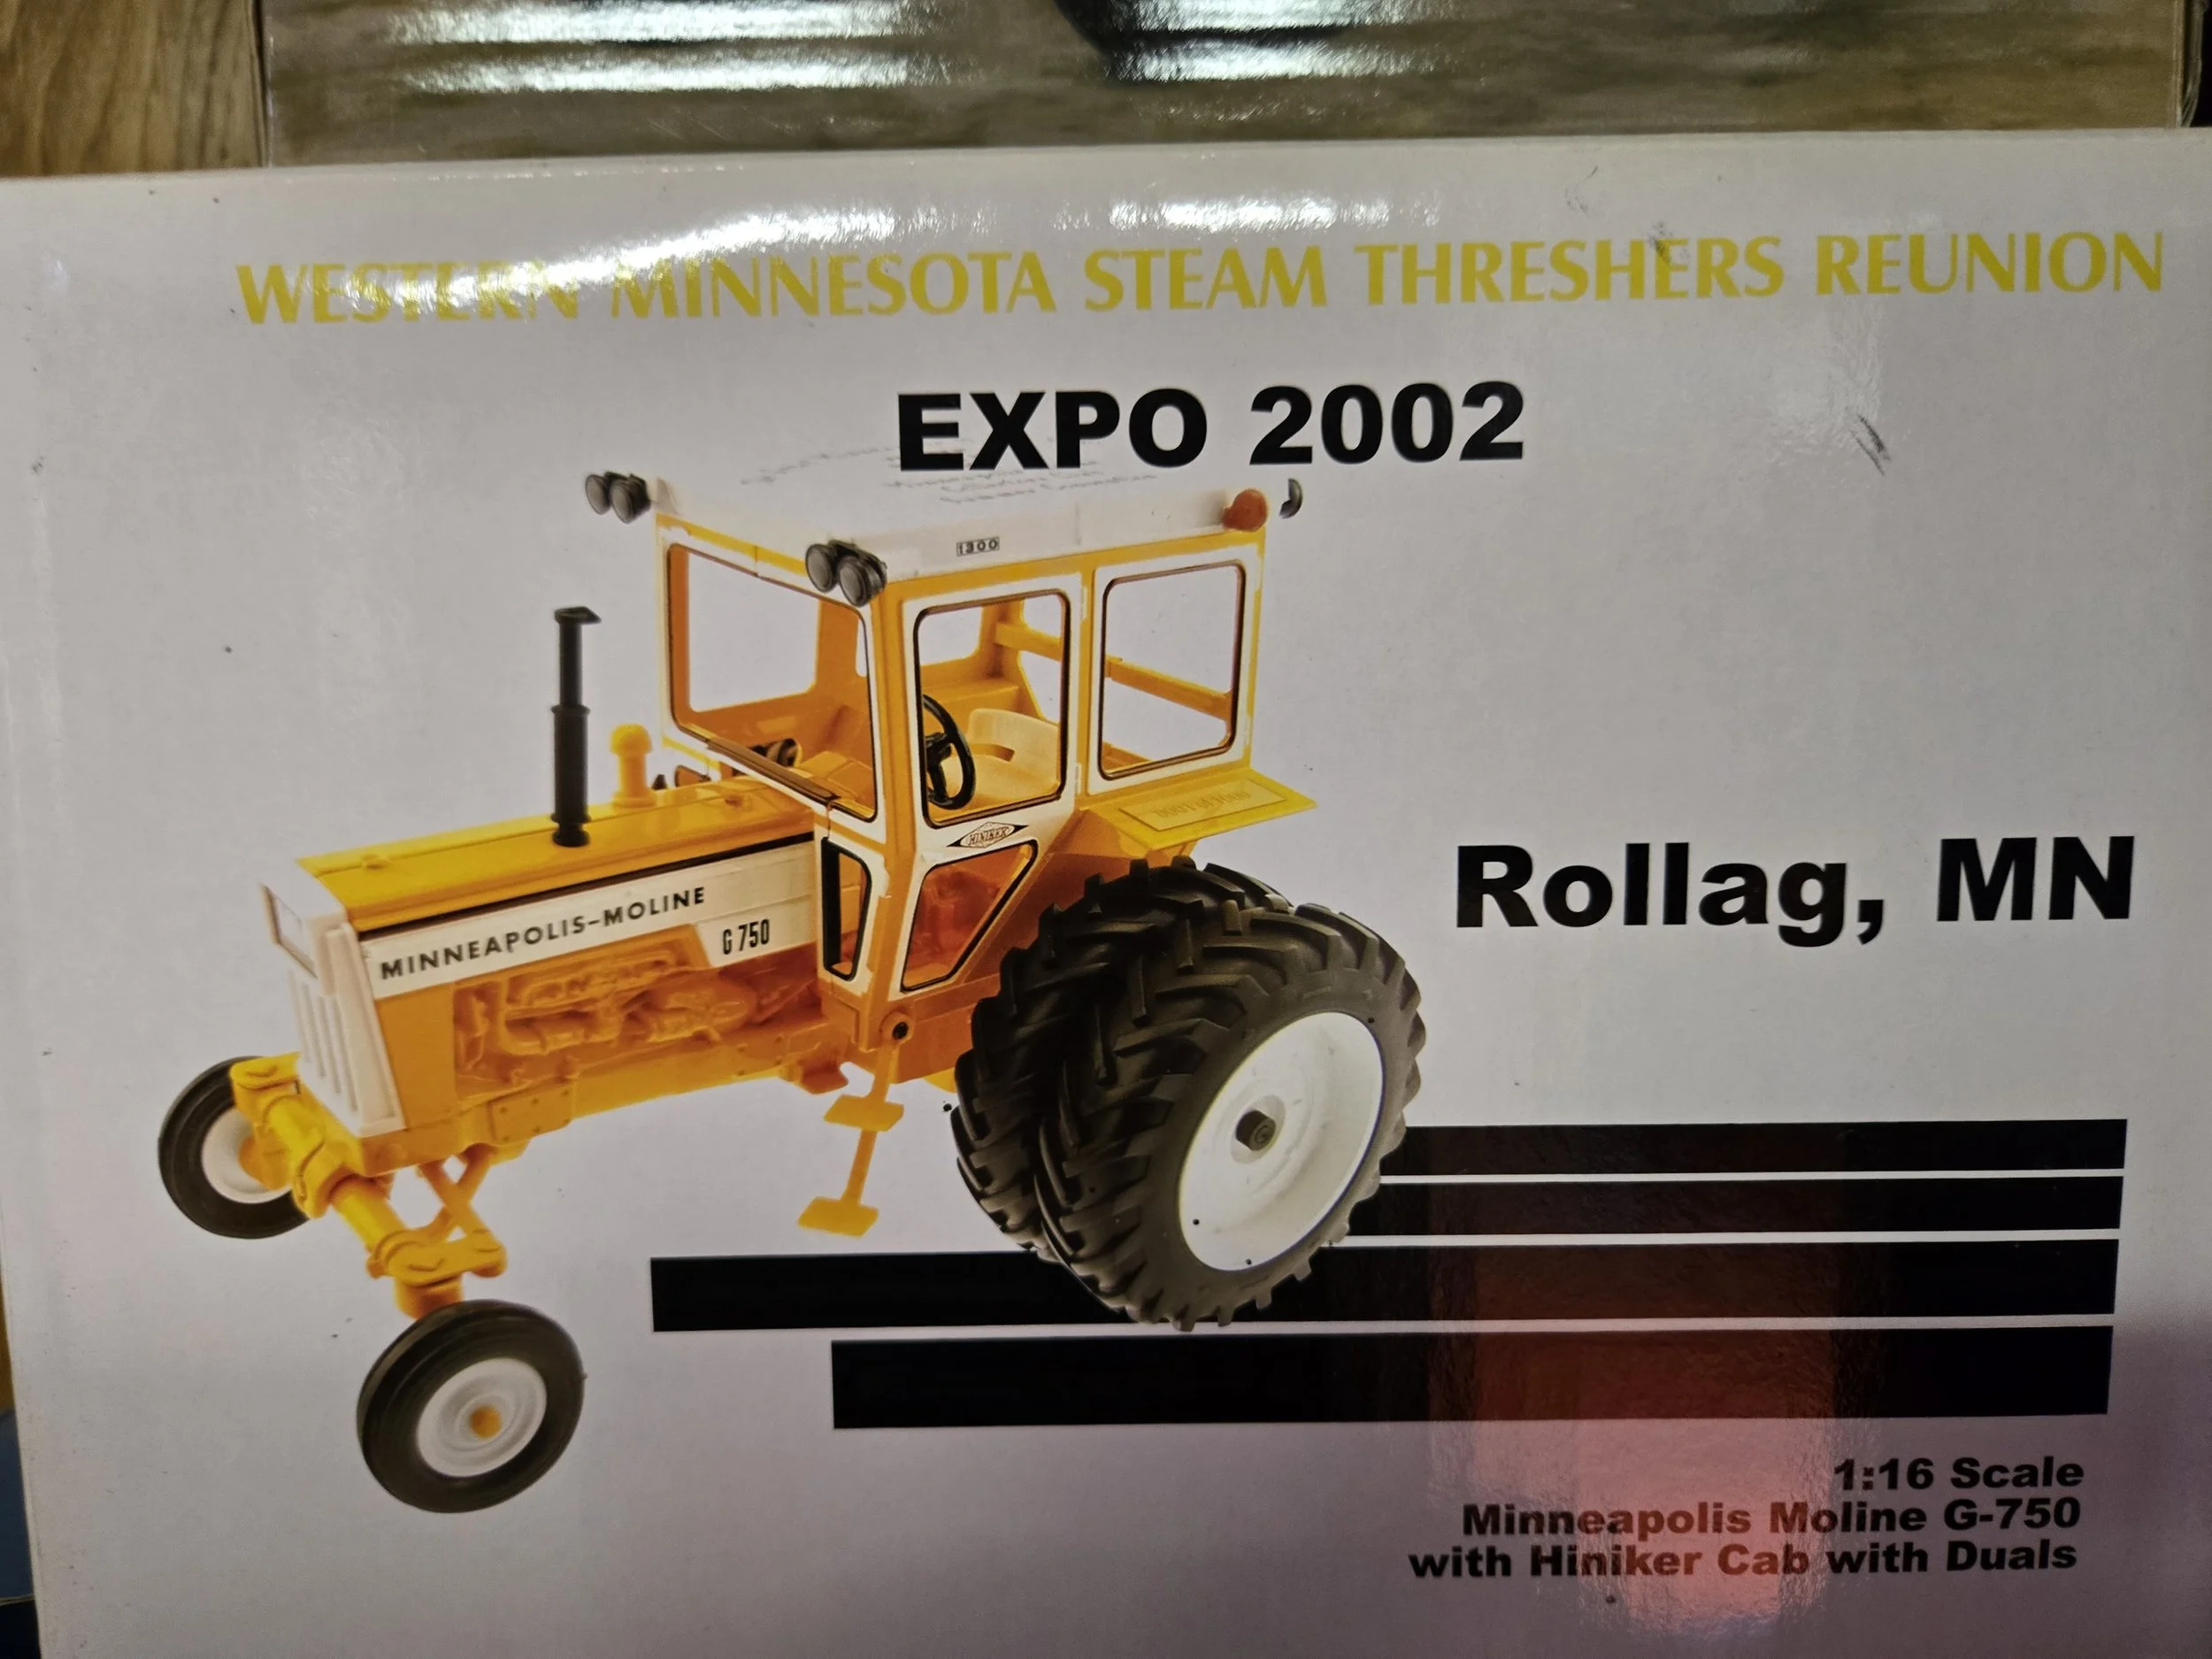 WESTERN MINNESOTA STEAM THRESHERS REUNION
EXPO 2002
1300
HINIKER
MINNEAPOLIS-MOLINE
G 750
Rollag, MN
1:16 Scale
Minneapolis Moline G-750
with Hiniker Cab with Duals